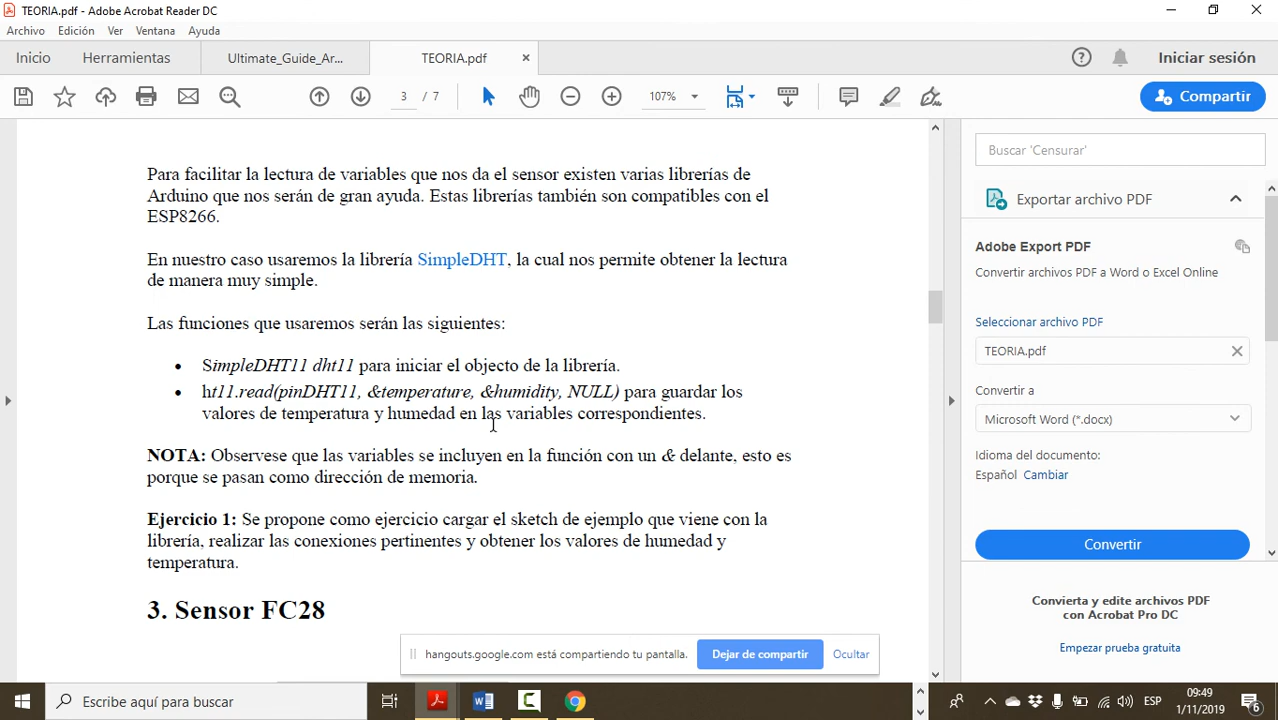 TEORIA.pdf - Adobe Acrobat Reader DC
Archivo Edición Ver Ventana Ayuda
Inicio Herramientas Ultimate_Guide_Ar... TEORIA.pdf × Iniciar sesión
3 / 7 107% Compartir
Para facilitar la lectura de variables que nos da el sensor existen varias librerías de
Arduino que nos serán de gran ayuda. Estas librerías también son compatibles con el
ESP8266.
En nuestro caso usaremos la librería SimpleDHT, la cual nos permite obtener la lectura
de manera muy simple.
Las funciones que usaremos serán las siguientes:
• SimpleDHT11 dht11 para iniciar el objecto de la librería.
• ht11.read(pinDHT11, &temperature, &humidity, NULL) para guardar los
valores de temperatura y humedad en las variables correspondientes.
NOTA: Observese que las variables se incluyen en la función con un & delante, esto es
porque se pasan como dirección de memoria.
Ejercicio 1: Se propone como ejercicio cargar el sketch de ejemplo que viene con la
librería, realizar las conexiones pertinentes y obtener los valores de humedad y
temperatura.
3. Sensor FC28
Buscar 'Censurar'
Exportar archivo PDF
Adobe Export PDF
Convertir archivos PDF a Word o Excel Online
Seleccionar archivo PDF
TEORIA.pdf
Convertir a
Microsoft Word (*.docx)
Idioma del documento:
Español Cambiar
Convertir
Convierta y edite archivos PDF
con Acrobat Pro DC
Empezar prueba gratuita
hangouts.google.com está compartiendo tu pantalla. Dejar de compartir Ocultar
Escribe aquí para buscar
ESP
09:49
1/11/2019
6